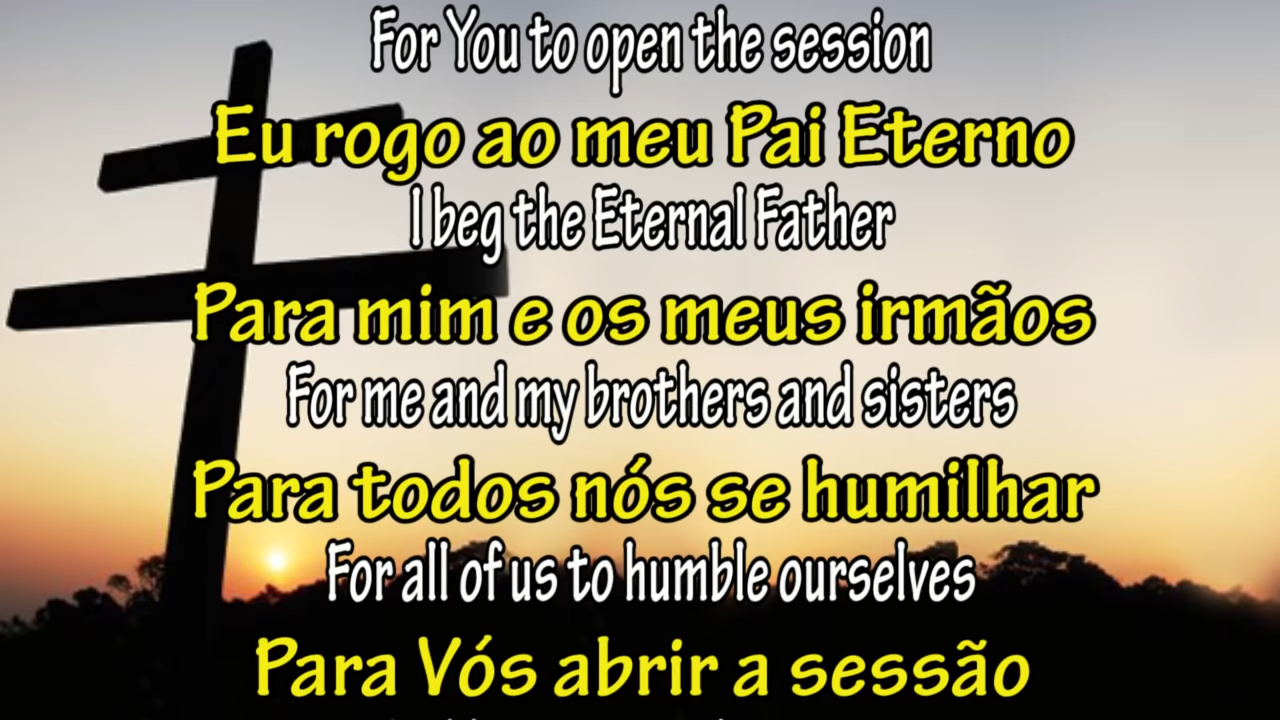 For You to open the session
Eu rogo ao meu Pai Eterno
I beg the Eternal Father
Para mim e os meus irmãos
For me and my brothers and sisters
Para todos nós se humilhar
For all of us to humble ourselves
Para Vós abrir a sessão